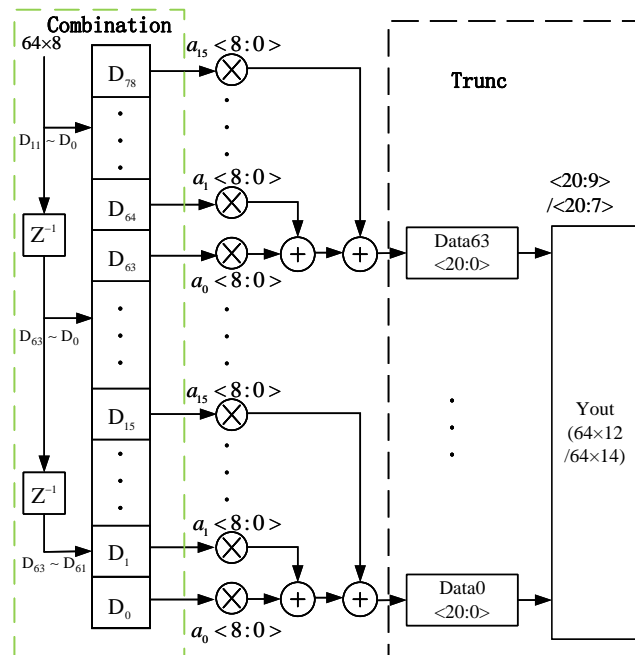 Combination
64×8
a₁₅<8:0>
D₇₈
Trunc
D₁₁ ~ D₀
a₁<8:0>
<20:9>
/<20:7>
D₆₄
Z⁻¹
D₆₃
Data63
<20:0>
a₀<8:0>
D₆₃ ~ D₀
a₁₅<8:0>
D₁₅
Yout
(64×12
/64×14)
Z⁻¹
a₁<8:0>
D₁
D₆₃ ~ D₆₁
Data0
<20:0>
D₀
a₀<8:0>